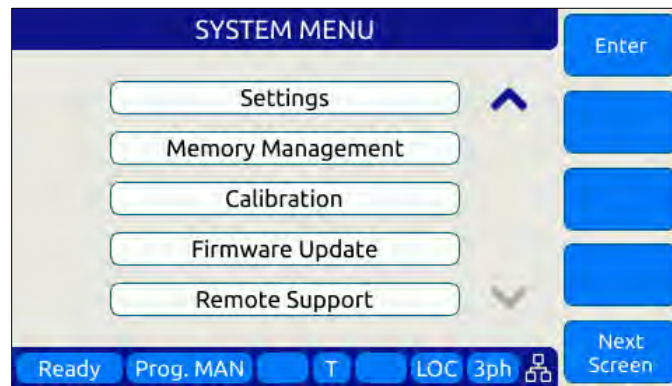 SYSTEM MENU
Enter
Settings
Memory Management
Calibration
Firmware Update
Remote Support
Next
Screen
Ready Prog. MAN T LOC 3ph